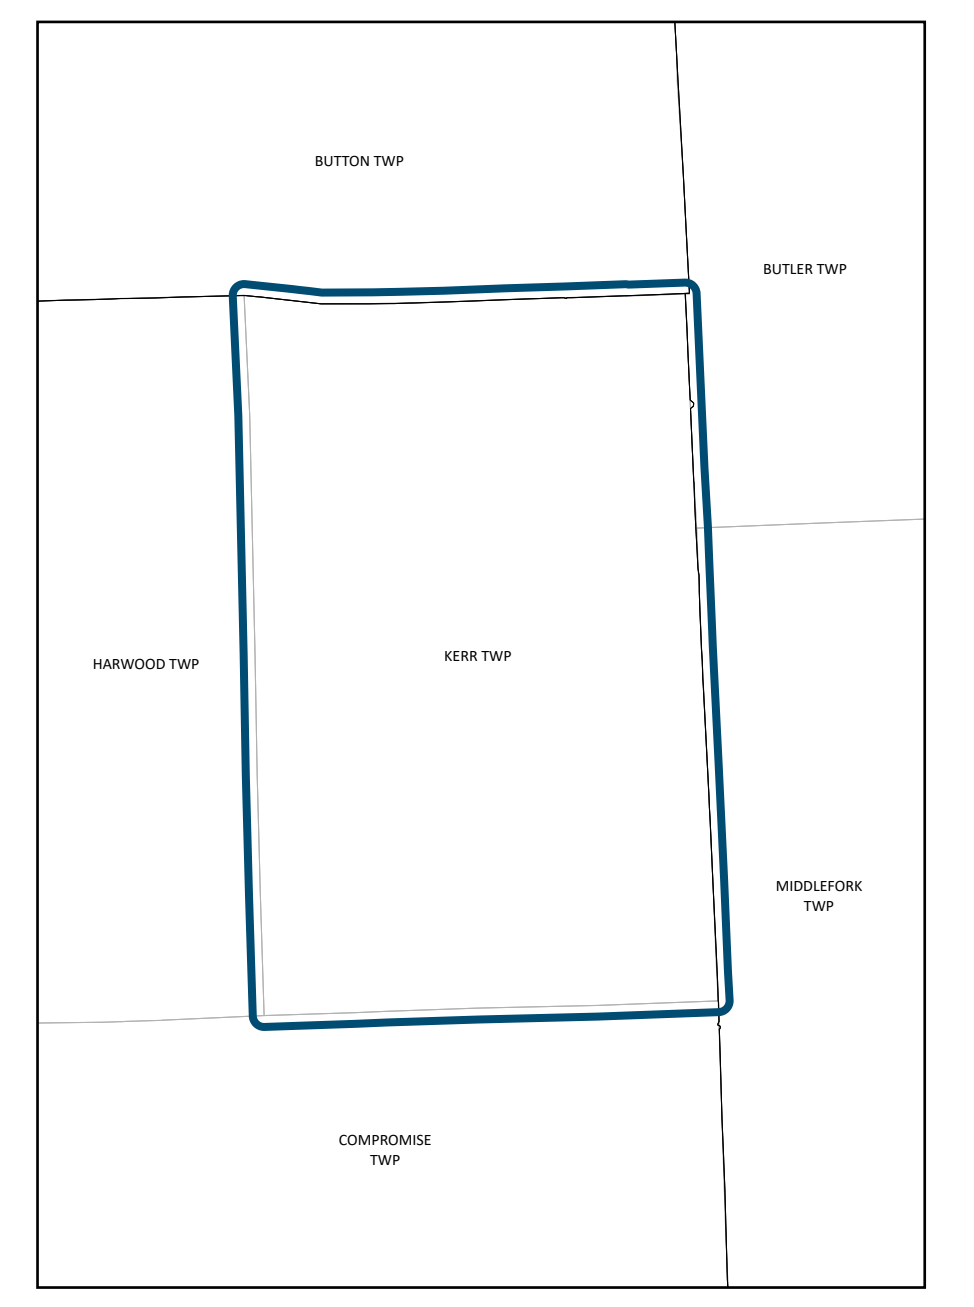 BUTTON TWP
BUTLER TWP
KERR TWP
HARWOOD TWP
MIDDLEFORK
TWP
COMPROMISE
TWP